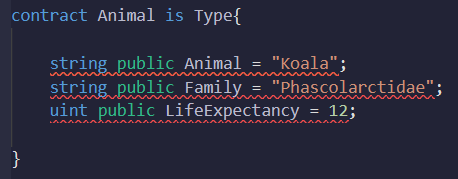 contract Animal is Type{
string public Animal = "Koala";
string public Family = "Phascolarctidae";
uint public LifeExpectancy = 12;
}